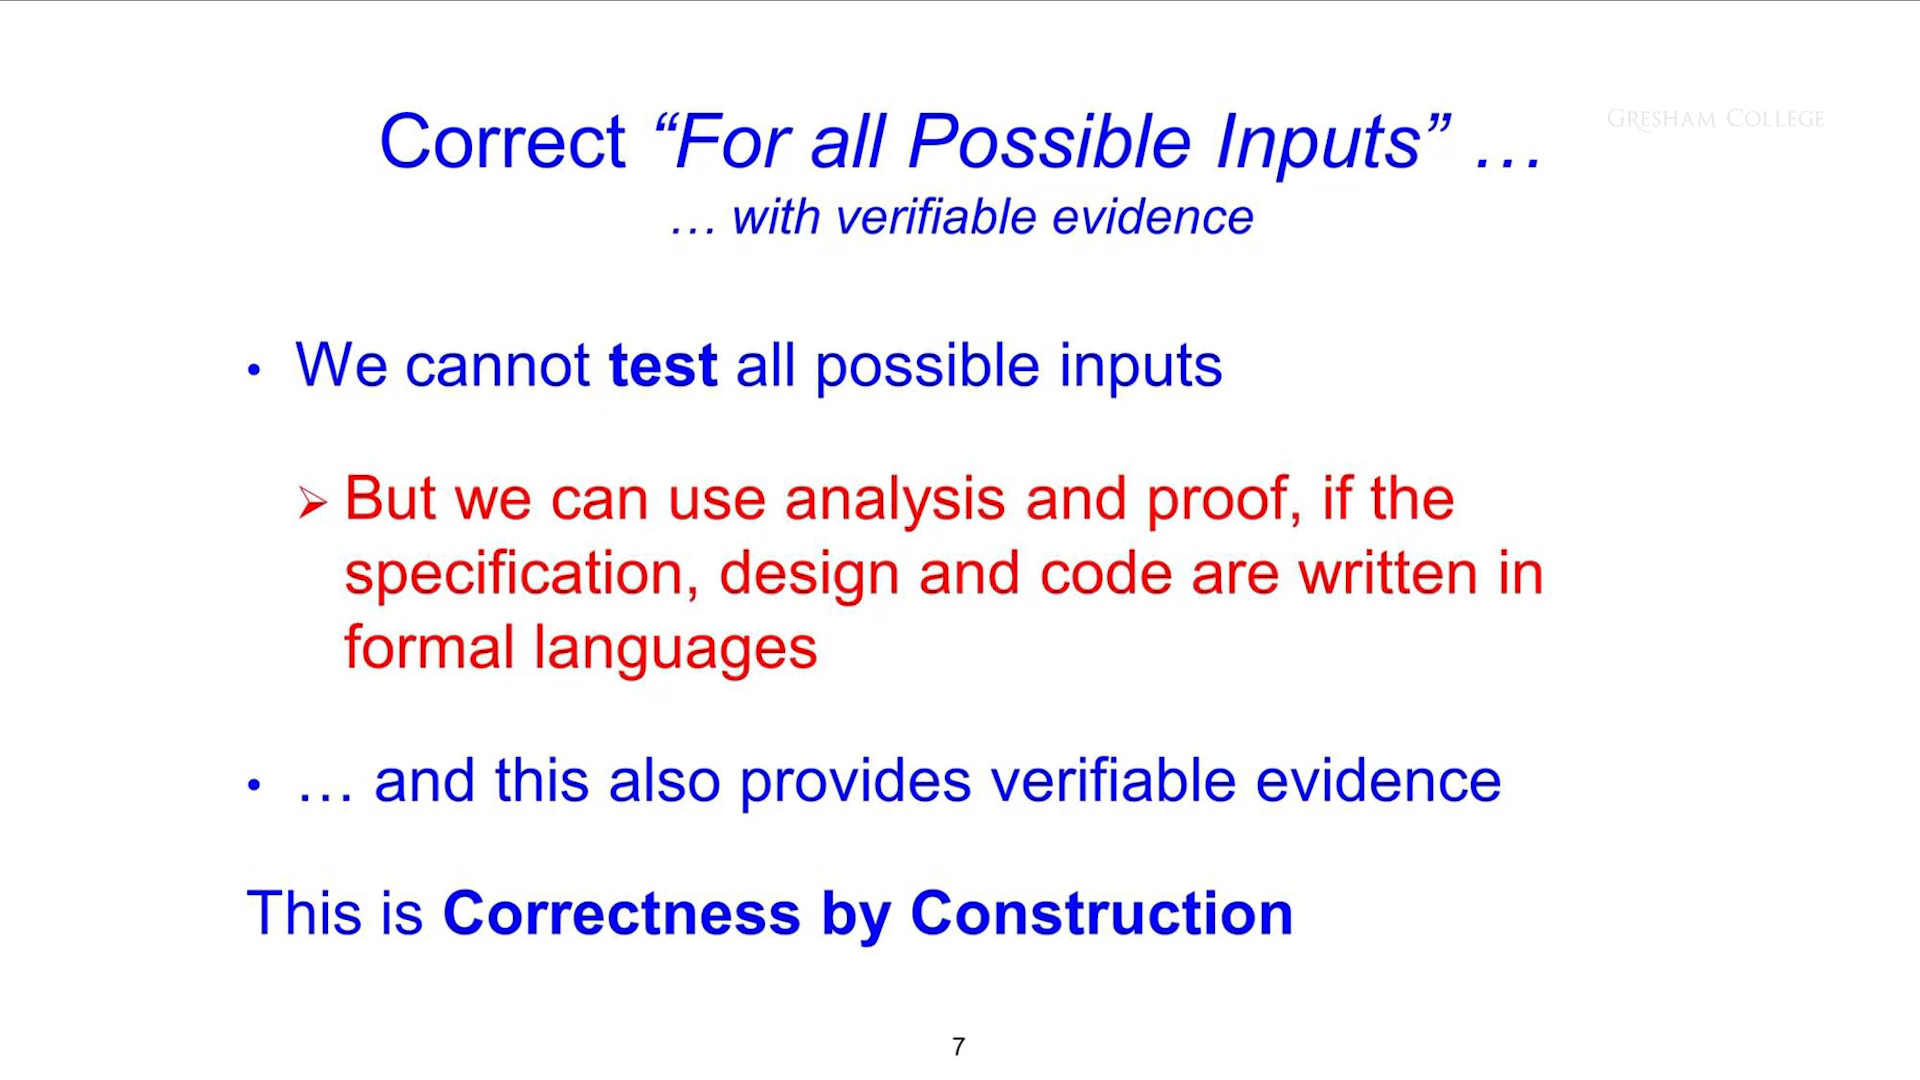 GRESHAM COLLEGE
Correct “For all Possible Inputs” …
… with verifiable evidence
• We cannot test all possible inputs
➢ But we can use analysis and proof, if the
specification, design and code are written in
formal languages
• … and this also provides verifiable evidence
This is Correctness by Construction
7